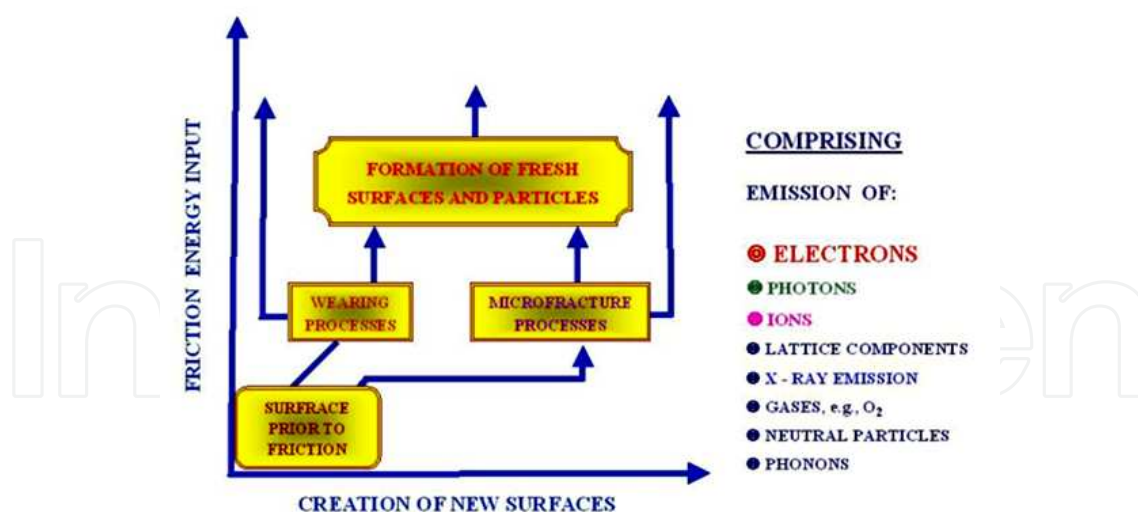 FRICTION ENERGY INPUT
FORMATION OF FRESH
SURFACES AND PARTICLES
WEARING
PROCESSES
MICROFRACTURE
PROCESSES
SURFRACE
PRIOR TO
FRICTION
CREATION OF NEW SURFACES
COMPRISING
EMISSION OF:
ELECTRONS
PHOTONS
IONS
LATTICE COMPONENTS
X - RAY EMISSION
GASES, e.g., O₂
NEUTRAL PARTICLES
PHONONS